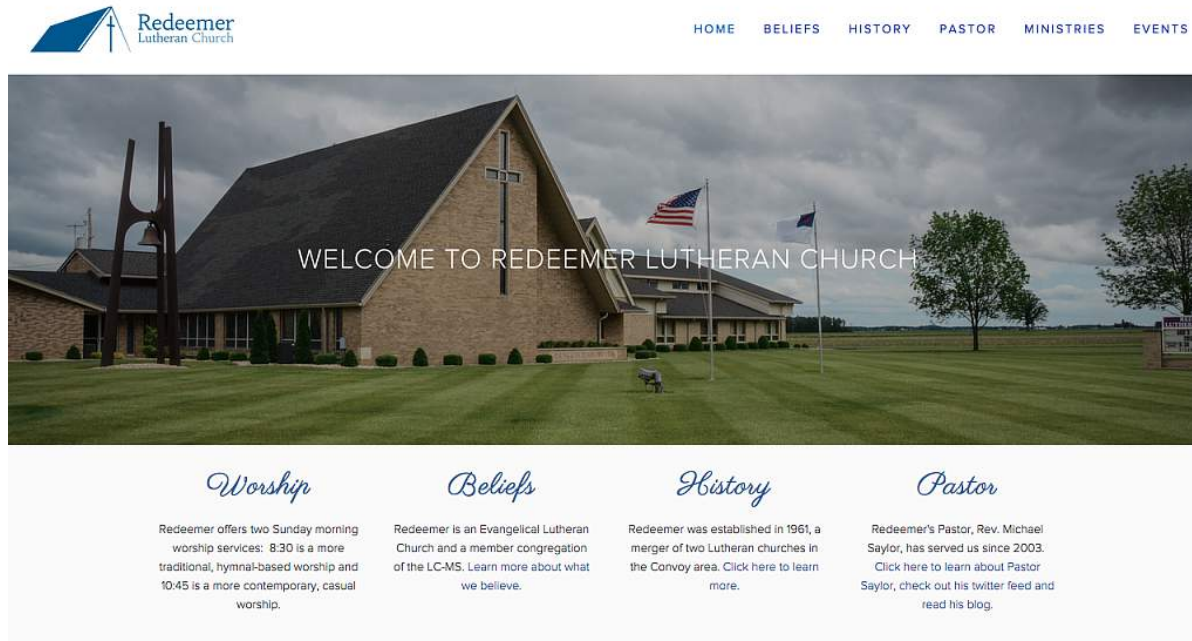 Redeemer
Lutheran Church
HOME BELIEFS HISTORY PASTOR MINISTRIES EVENTS
WELCOME TO REDEEMER LUTHERAN CHURCH
Worship
Redeemer offers two Sunday morning
worship services: 8:30 is a more
traditional, hymnal-based worship and
10:45 is a more contemporary, casual
worship.
Beliefs
Redeemer is an Evangelical Lutheran
Church and a member congregation
of the LC-MS. Learn more about what
we believe.
History
Redeemer was established in 1961, a
merger of two Lutheran churches in
the Convoy area. Click here to learn
more.
Pastor
Redeemer's Pastor, Rev. Michael
Saylor, has served us since 2003.
Click here to learn about Pastor
Saylor, check out his twitter feed and
read his blog.